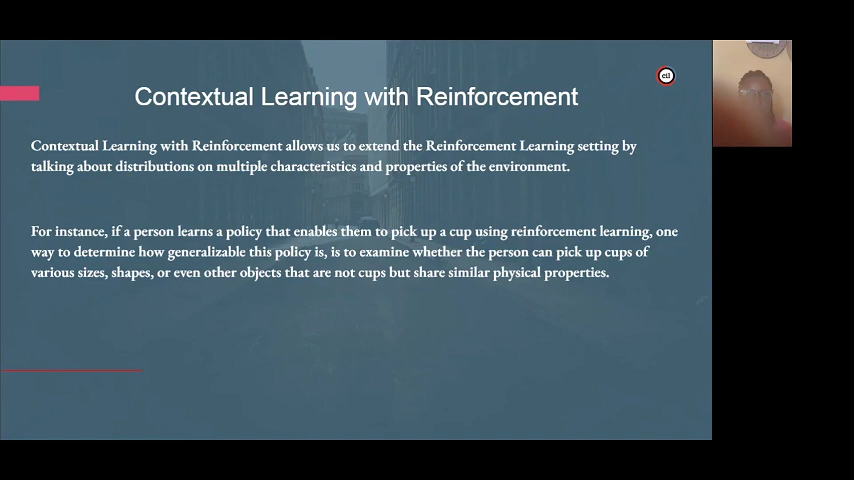 Contextual Learning with Reinforcement
cil
Contextual Learning with Reinforcement allows us to extend the Reinforcement Learning setting by
talking about distributions on multiple characteristics and properties of the environment.
For instance, if a person learns a policy that enables them to pick up a cup using reinforcement learning, one
way to determine how generalizable this policy is, is to examine whether the person can pick up cups of
various sizes, shapes, or even other objects that are not cups but share similar physical properties.